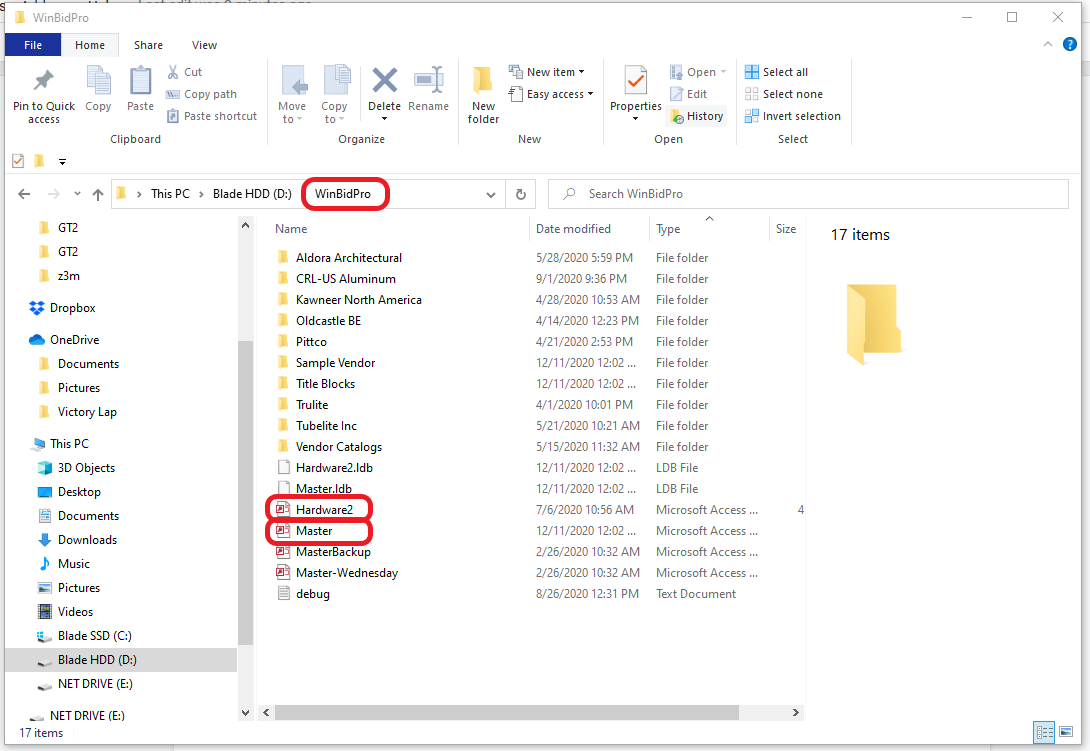 WinBidPro
File Home Share View
Pin to Quick access
Copy
Paste
Cut
Copy path
Paste shortcut
Clipboard
Move to
Copy to
Delete
Rename
Organize
New folder
New item
Easy access
New
Properties
Open
Edit
History
Open
Select all
Select none
Invert selection
Select
This PC > Blade HDD (D:) WinBidPro
Search WinBidPro
GT2
GT2
z3m
Dropbox
OneDrive
Documents
Pictures
Victory Lap
This PC
3D Objects
Desktop
Documents
Downloads
Music
Pictures
Videos
Blade SSD (C:)
Blade HDD (D:)
NET DRIVE (E:)
NET DRIVE (E:)
Name Date modified Type Size
Aldora Architectural 5/28/2020 5:59 PM File folder
CRL-US Aluminum 9/1/2020 9:36 PM File folder
Kawneer North America 4/28/2020 10:53 AM File folder
Oldcastle BE 4/14/2020 12:23 PM File folder
Pittco 4/21/2020 2:53 PM File folder
Sample Vendor 12/11/2020 12:02 ... File folder
Title Blocks 12/11/2020 12:02 ... File folder
Trulite 4/1/2020 10:01 PM File folder
Tubelite Inc 5/21/2020 10:21 AM File folder
Vendor Catalogs 5/15/2020 11:32 AM File folder
Hardware2.ldb 12/11/2020 12:02 ... LDB File
Master.ldb 12/11/2020 12:02 ... LDB File
Hardware2 7/6/2020 10:56 AM Microsoft Access ... 4
Master 12/11/2020 12:02 ... Microsoft Access ...
MasterBackup 2/26/2020 10:32 AM Microsoft Access ...
Master-Wednesday 2/26/2020 10:32 AM Microsoft Access ...
debug 8/26/2020 12:31 PM Text Document
17 items
17 items